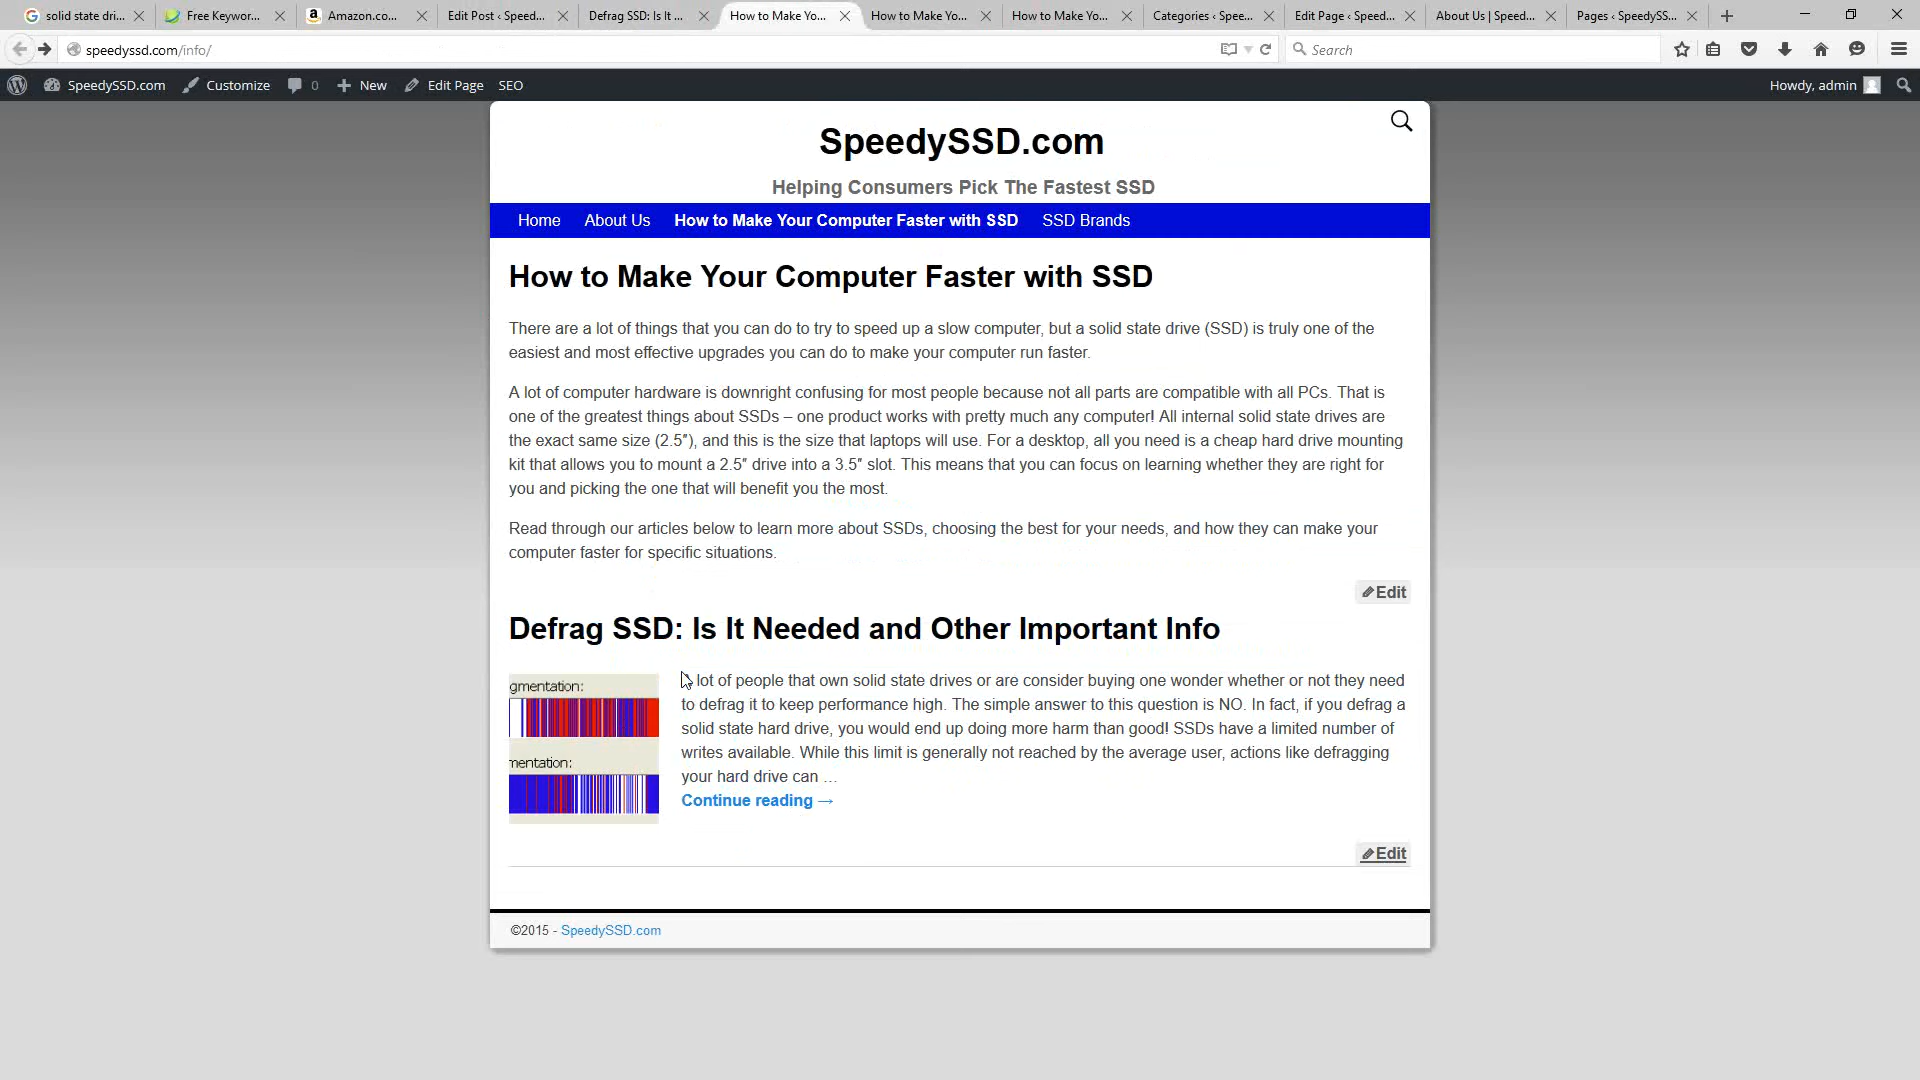 solid state dri...
Free Keywor...
Amazon.co...
Edit Post ‹ Speed...
Defrag SSD: Is It ...
How to Make Yo...
How to Make Yo...
How to Make Yo...
Categories ‹ Spee...
Edit Page ‹ Speed...
About Us | Speed...
Pages ‹ SpeedySS...
speedyssd.com/info/
Search
SpeedySSD.com
Customize
0
New
Edit Page
SEO
Howdy, admin
SpeedySSD.com
Helping Consumers Pick The Fastest SSD
Home About Us How to Make Your Computer Faster with SSD SSD Brands
How to Make Your Computer Faster with SSD
There are a lot of things that you can do to try to speed up a slow computer, but a solid state drive (SSD) is truly one of the
easiest and most effective upgrades you can do to make your computer run faster.
A lot of computer hardware is downright confusing for most people because not all parts are compatible with all PCs. That is
one of the greatest things about SSDs – one product works with pretty much any computer! All internal solid state drives are
the exact same size (2.5″), and this is the size that laptops will use. For a desktop, all you need is a cheap hard drive mounting
kit that allows you to mount a 2.5″ drive into a 3.5″ slot. This means that you can focus on learning whether they are right for
you and picking the one that will benefit you the most.
Read through our articles below to learn more about SSDs, choosing the best for your needs, and how they can make your
computer faster for specific situations.
Edit
Defrag SSD: Is It Needed and Other Important Info
gmentation:
mentation:
A lot of people that own solid state drives or are consider buying one wonder whether or not they need
to defrag it to keep performance high. The simple answer to this question is NO. In fact, if you defrag a
solid state hard drive, you would end up doing more harm than good! SSDs have a limited number of
writes available. While this limit is generally not reached by the average user, actions like defragging
your hard drive can …
Continue reading →
Edit
©2015 - SpeedySSD.com